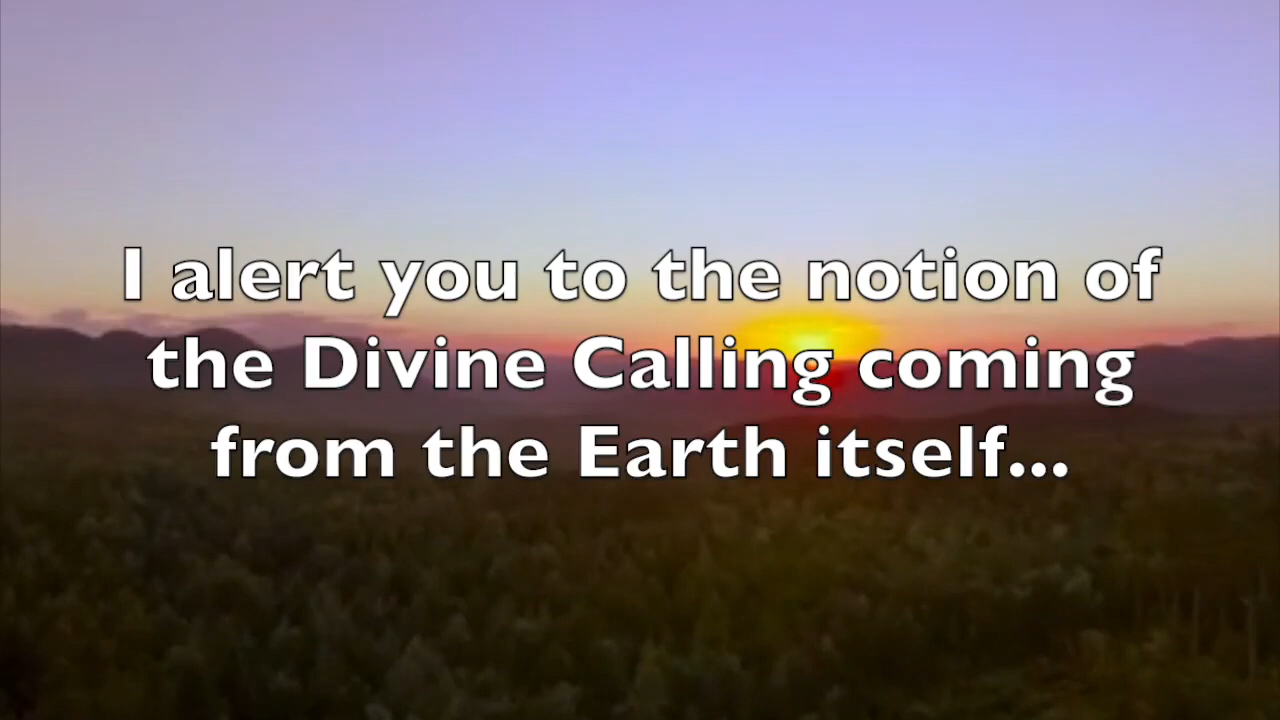 I alert you to the notion of
the Divine Calling coming
from the Earth itself...